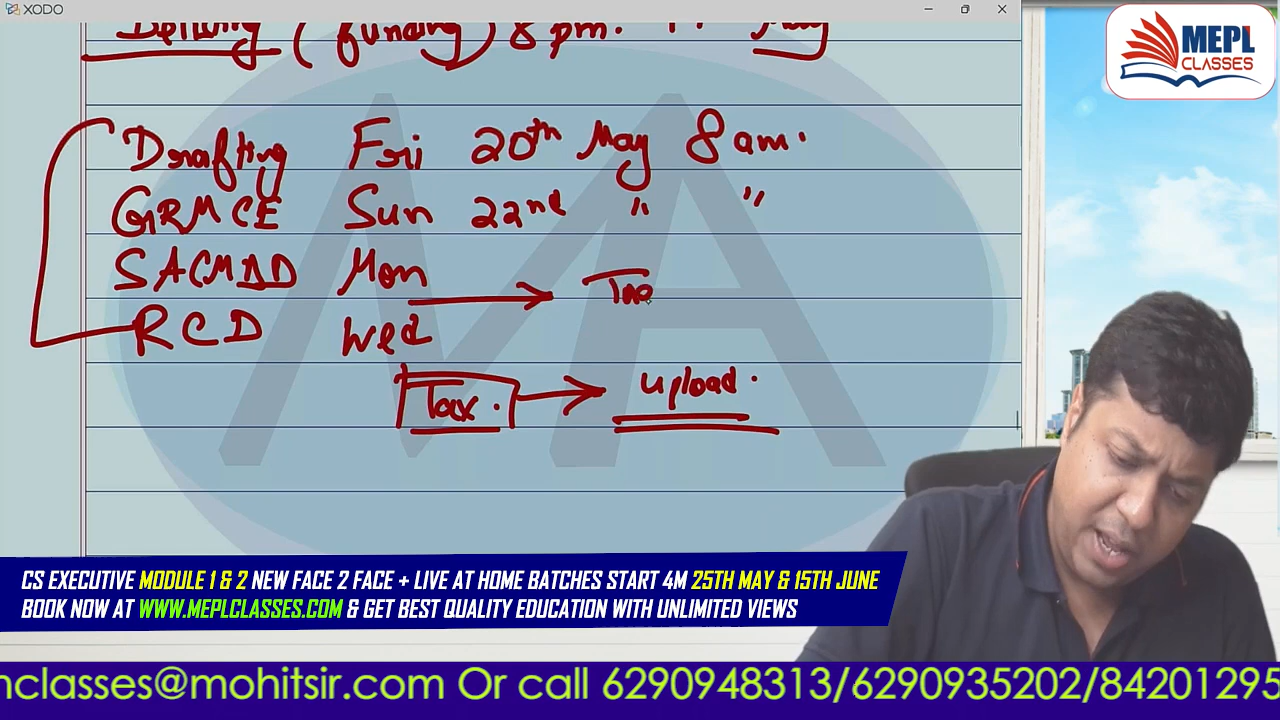 XODO
(funding) 8 pm.
MEPL
CLASSES
Drafting Fri 20th May 8 am.
GRMCE Sun 22nd " "
SACMDD Mon
RCD Wed
Tax. → upload.
CS EXECUTIVE MODULE 1 & 2 NEW FACE 2 FACE + LIVE AT HOME BATCHES START 4M 25TH MAY & 15TH JUNE
BOOK NOW AT WWW.MEPLCLASSES.COM & GET BEST QUALITY EDUCATION WITH UNLIMITED VIEWS
nclasses@mohitsir.com Or call 6290948313/6290935202/84201295